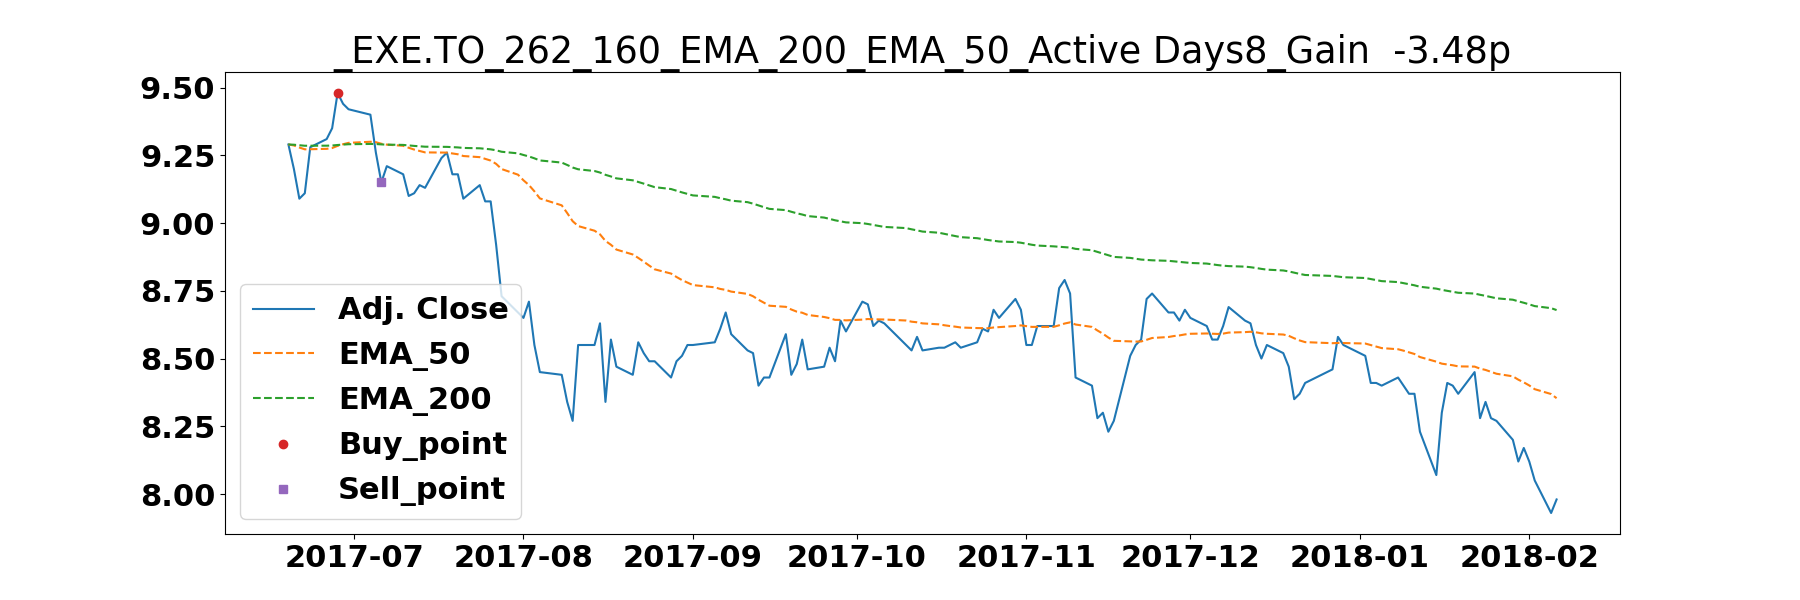 _EXE.TO_262_160_EMA_200_EMA_50_Active Days8_Gain  -3.48p
9.50
9.25
9.00
8.75
8.50
8.25
8.00
Adj. Close
EMA_50
EMA_200
Buy_point
Sell_point
2017-07 2017-08 2017-09 2017-10 2017-11 2017-12 2018-01 2018-02